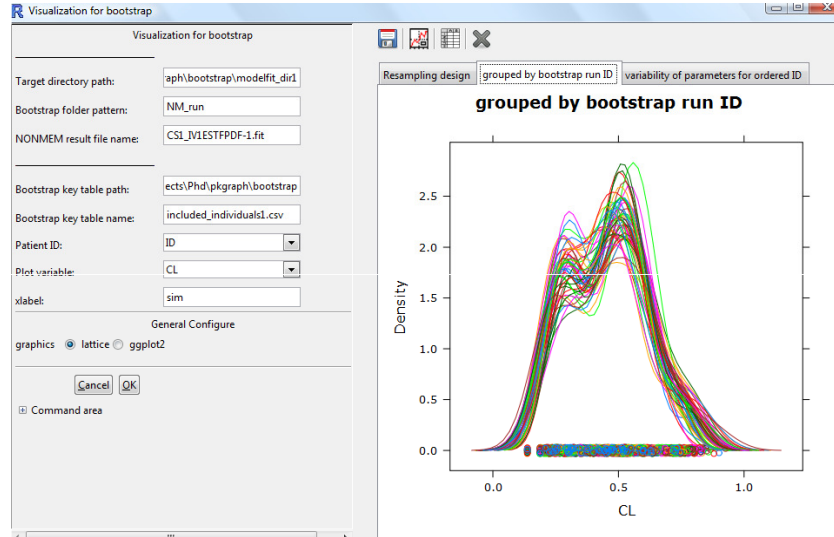 Visualization for bootstrap
Visualization for bootstrap
Target directory path:
raph\bootstrap\modelfit_dir1
Bootstrap folder pattern:
NM_run
NONMEM result file name:
CS1_IV1ESTFPDF-1.fit
Bootstrap key table path:
ects\Phd\pkgraph\bootstrap
Bootstrap key table name:
included_individuals1.csv
Patient ID:
ID
Plot variable:
CL
xlabel:
sim
General Configure
graphics lattice ggplot2
Cancel OK
Command area
Resampling design grouped by bootstrap run ID variability of parameters for ordered ID
grouped by bootstrap run ID
Density
2.5
2.0
1.5
1.0
0.5
0.0
0.0 0.5 1.0
CL